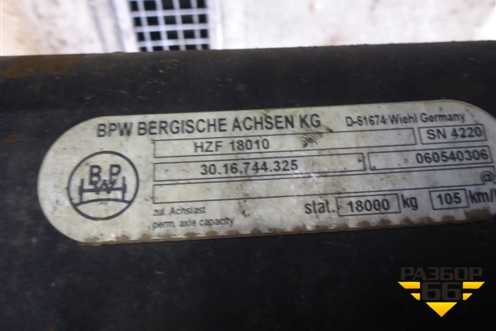 BPW BERGISCHE ACHSEN KG D-51674 Wiehl Germany
HZF 18010 SN 4220
30.16.744.325 060540306
BPW
zul. Achslast
perm. axle capacity stat. 18000 kg 105 km/h
РАЗБОР
66